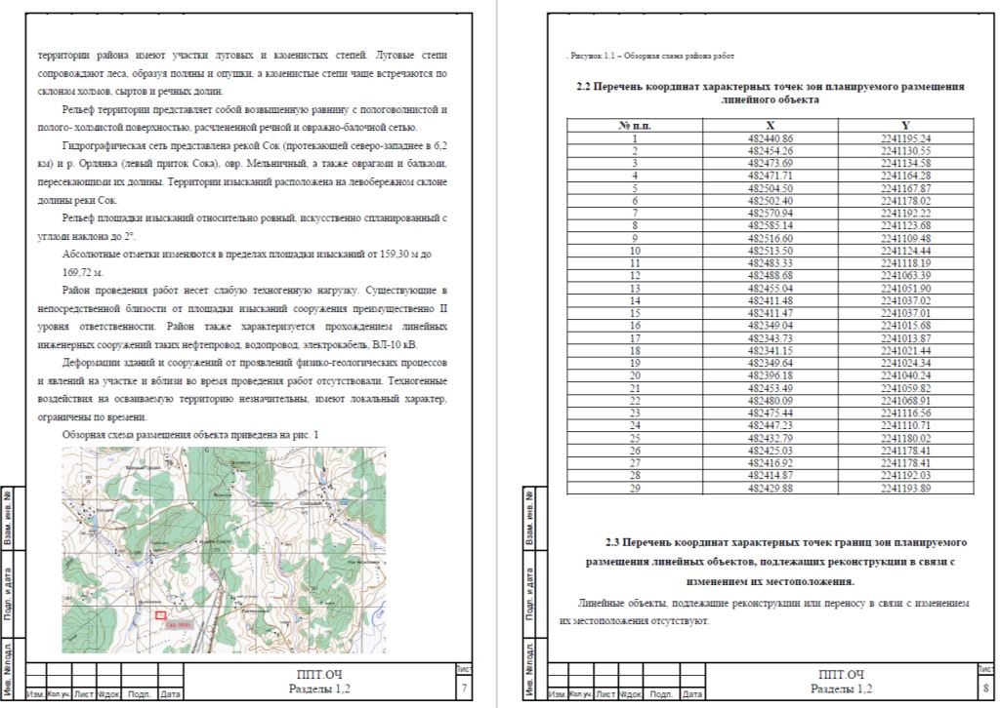 территории района имеют участки луговых и каменистых степей. Луговые степи
сопровождают леса, образуя поляны и опушки, а каменистые степи чаще встречаются по
склонам холмов, сыртов и речных долин.
Рельеф территории представляет собой возвышенную равнину с пологоволнистой и
полого- холмистой поверхностью, расчлененной речной и овражно-балочной сетью.
Гидрографическая сеть представлена рекой Сок (протекающей северо-западнее в 6,2
км) и р. Орлянка (левый приток Сока), овр. Мельничный, а также оврагами и балками,
пересекающими их долины. Территории изысканий расположена на левобережном склоне
долины реки Сок.
Рельеф площадки изысканий относительно ровный, искусственно спланированный с
углами наклона до 2°.
Абсолютные отметки изменяются в пределах площадки изысканий от 159,30 м до
169,72 м.
Район проведения работ несет слабую техногенную нагрузку. Существующие в
непосредственной близости от площадки изысканий сооружения преимущественно II
уровня ответственности. Район также характеризуется прохождением линейных
инженерных сооружений таких нефтепровод, водопровод, электрокабель, ВЛ-10 кВ.
Деформации зданий и сооружений от проявлений физико-геологических процессов
и явлений на участке и вблизи во время проведения работ отсутствовали. Техногенные
воздействия на осваиваемую территорию незначительны, имеют локальный характер,
ограничены по времени.
Обзорная схема размещения объекта приведена на рис. 1
Взам. инв. №
Подп. и дата
Инв. №подл.
Изм. Кол.уч. Лист №док. Подп. Дата
ППТ.ОЧ
Разделы 1,2
Лист
7
. Рисунок 1.1 – Обзорная схема района работ
2.2 Перечень координат характерных точек зон планируемого размещения
линейного объекта
№ п.п. X Y
1 482440.86 2241195.24
2 482454.26 2241130.55
3 482473.69 2241134.58
4 482471.71 2241164.28
5 482504.50 2241167.87
6 482502.40 2241178.02
7 482570.94 2241192.22
8 482585.14 2241123.68
9 482516.60 2241109.48
10 482513.50 2241124.44
11 482483.33 2241118.19
12 482488.68 2241063.39
13 482455.04 2241051.90
14 482411.48 2241037.02
15 482411.47 2241037.01
16 482349.04 2241015.68
17 482343.73 2241013.87
18 482341.15 2241021.44
19 482349.64 2241024.34
20 482396.18 2241040.24
21 482453.49 2241059.82
22 482480.09 2241068.91
23 482475.44 2241116.56
24 482447.23 2241110.71
25 482432.79 2241180.02
26 482425.03 2241178.41
27 482416.92 2241178.41
28 482414.87 2241192.03
29 482429.88 2241193.89
2.3 Перечень координат характерных точек границ зон планируемого
размещения линейных объектов, подлежащих реконструкции в связи с
изменением их местоположения.
Линейные объекты, подлежащие реконструкции или переносу в связи с изменением
их местоположения отсутствуют.
Взам. инв. №
Подп. и дата
Инв. №подл.
Изм. Кол.уч. Лист №док. Подп. Дата
ППТ.ОЧ
Разделы 1,2
Лист
8